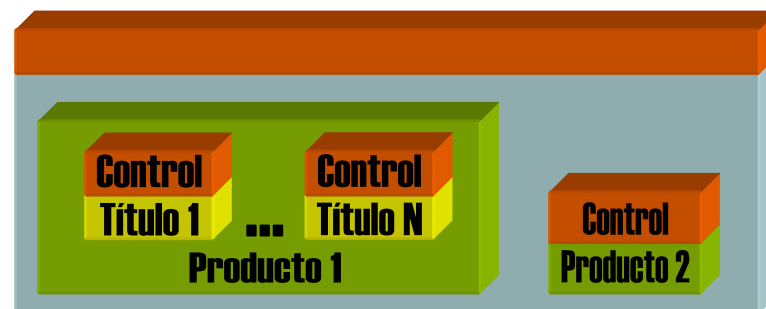 Control
Título 1
...
Control
Título N
Producto 1
Control
Producto 2